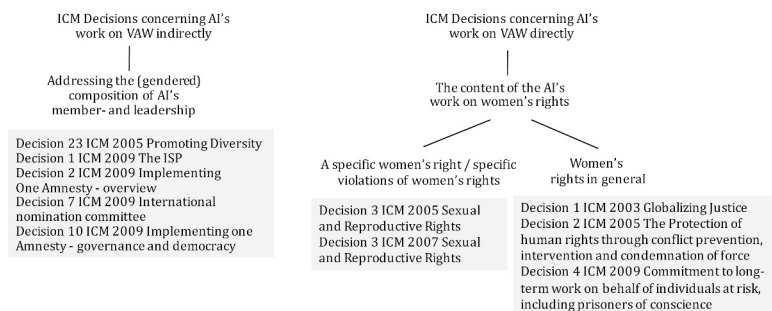 ICM Decisions concerning AI's
work on VAW indirectly
Addressing the (gendered)
composition of AI's
member- and leadership
Decision 23 ICM 2005 Promoting Diversity
Decision 1 ICM 2009 The ISP
Decision 2 ICM 2009 Implementing
One Amnesty - overview
Decision 7 ICM 2009 International
nomination committee
Decision 10 ICM 2009 Implementing one
Amnesty - governance and democracy
ICM Decisions concerning AI's
work on VAW directly
The content of the AI's
work on women's rights
A specific women's right / specific
violations of women's rights
Decision 3 ICM 2005 Sexual
and Reproductive Rights
Decision 3 ICM 2007 Sexual
and Reproductive Rights
Women's
rights in general
Decision 1 ICM 2003 Globalizing Justice
Decision 2 ICM 2005 The Protection of
human rights through conflict prevention,
intervention and condemnation of force
Decision 4 ICM 2009 Commitment to long-
term work on behalf of individuals at risk,
including prisoners of conscience